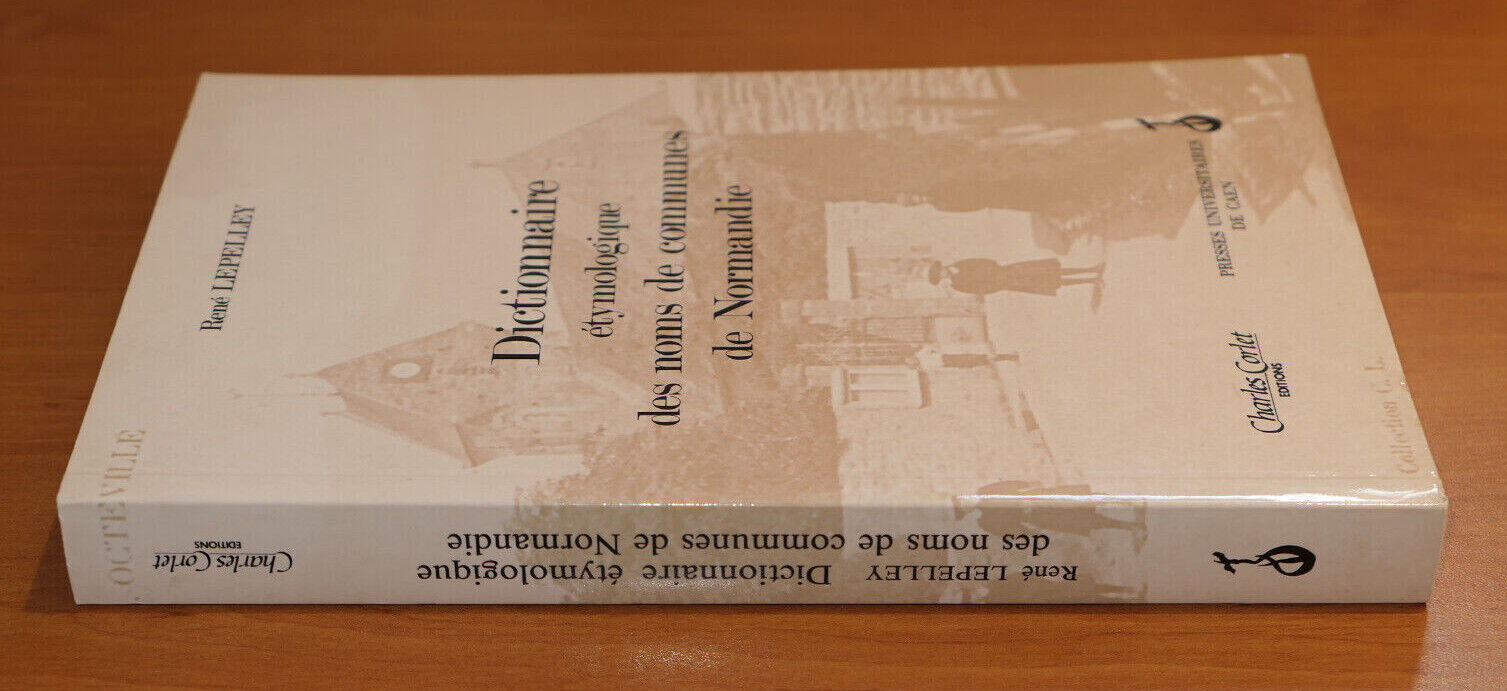 René LEPELLEY
Dictionnaire
étymologique
des noms de communes
de Normandie
Charles Corlet
EDITIONS
PRESSES UNIVERSITAIRES
DE CAEN
OCTEVILLE
Collection G. L.
René LEPELLEY Dictionnaire étymologique
des noms de communes de Normandie
Charles Corlet
EDITIONS